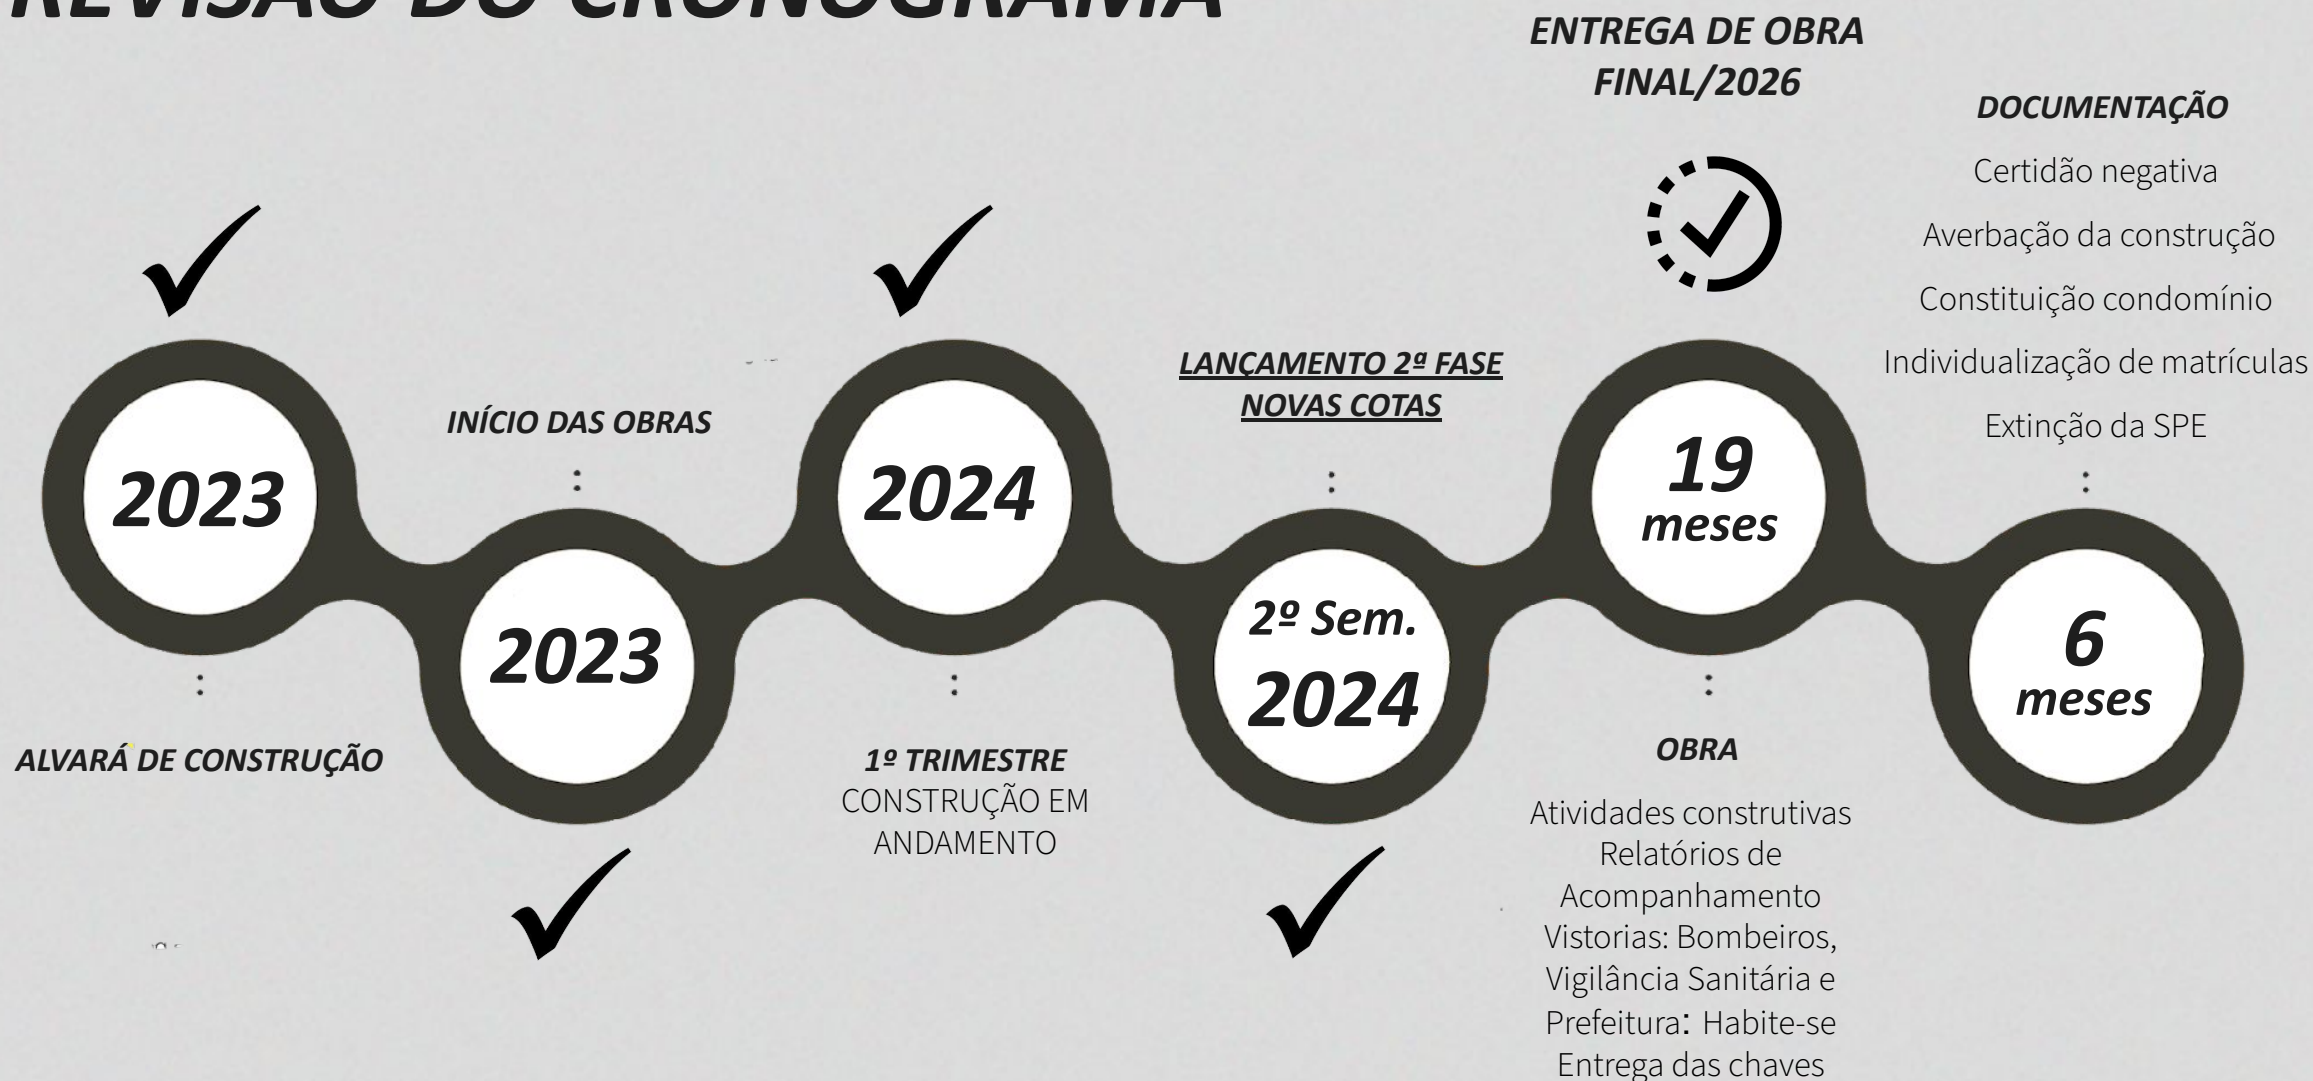 REVISÃO DO CRONOGRAMA
2023
:
ALVARÁ DE CONSTRUÇÃO
INÍCIO DAS OBRAS
:
2023
2024
:
1º TRIMESTRE
CONSTRUÇÃO EM
ANDAMENTO
LANÇAMENTO 2ª FASE
NOVAS COTAS
:
2º Sem.
2024
ENTREGA DE OBRA
FINAL/2026
19
meses
:
OBRA
Atividades construtivas
Relatórios de
Acompanhamento
Vistorias: Bombeiros,
Vigilância Sanitária e
Prefeitura: Habite-se
Entrega das chaves
DOCUMENTAÇÃO
Certidão negativa
Averbação da construção
Constituição condomínio
Individualização de matrículas
Extinção da SPE
:
6
meses